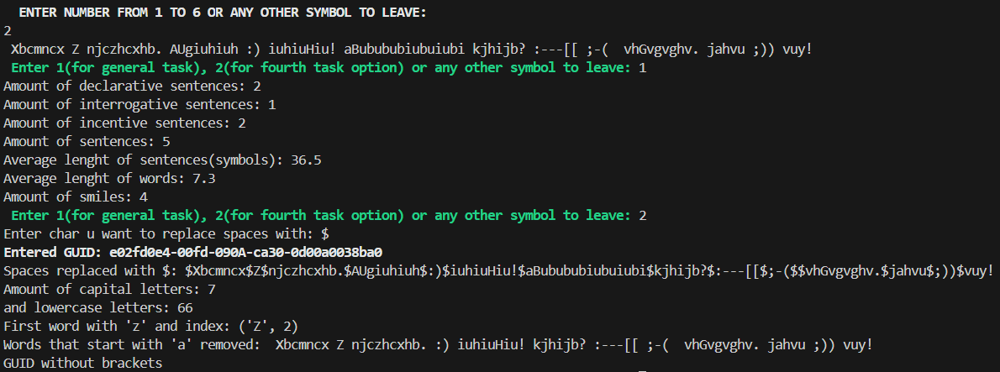 ENTER NUMBER FROM 1 TO 6 OR ANY OTHER SYMBOL TO LEAVE:
2
Xbcmncx Z njczhcxhb. AUgiuhiuh :) iuhiuHiu! aBubububiubuiubi kjhijb? :---[[ ;-(  vhGvgvghv. jahvu ;)) vuy!
Enter 1(for general task), 2(for fourth task option) or any other symbol to leave: 1
Amount of declarative sentences: 2
Amount of interrogative sentences: 1
Amount of incentive sentences: 2
Amount of sentences: 5
Average lenght of sentences(symbols): 36.5
Average lenght of words: 7.3
Amount of smiles: 4
Enter 1(for general task), 2(for fourth task option) or any other symbol to leave: 2
Enter char u want to replace spaces with: $
Entered GUID: e02fd0e4-00fd-090A-ca30-0d00a0038ba0
Spaces replaced with $: $Xbcmncx$Z$njczhcxhb.$AUgiuhiuh$:)$iuhiuHiu!$aBubububiubuiubi$kjhijb?$:---[[$;-($$vhGvgvghv.$jahvu$;))$vuy!
Amount of capital letters: 7
and lowercase letters: 66
First word with 'z' and index: ('Z', 2)
Words that start with 'a' removed:  Xbcmncx Z njczhcxhb. :) iuhiuHiu! kjhijb? :---[[ ;-(  vhGvgvghv. jahvu ;)) vuy!
GUID without brackets